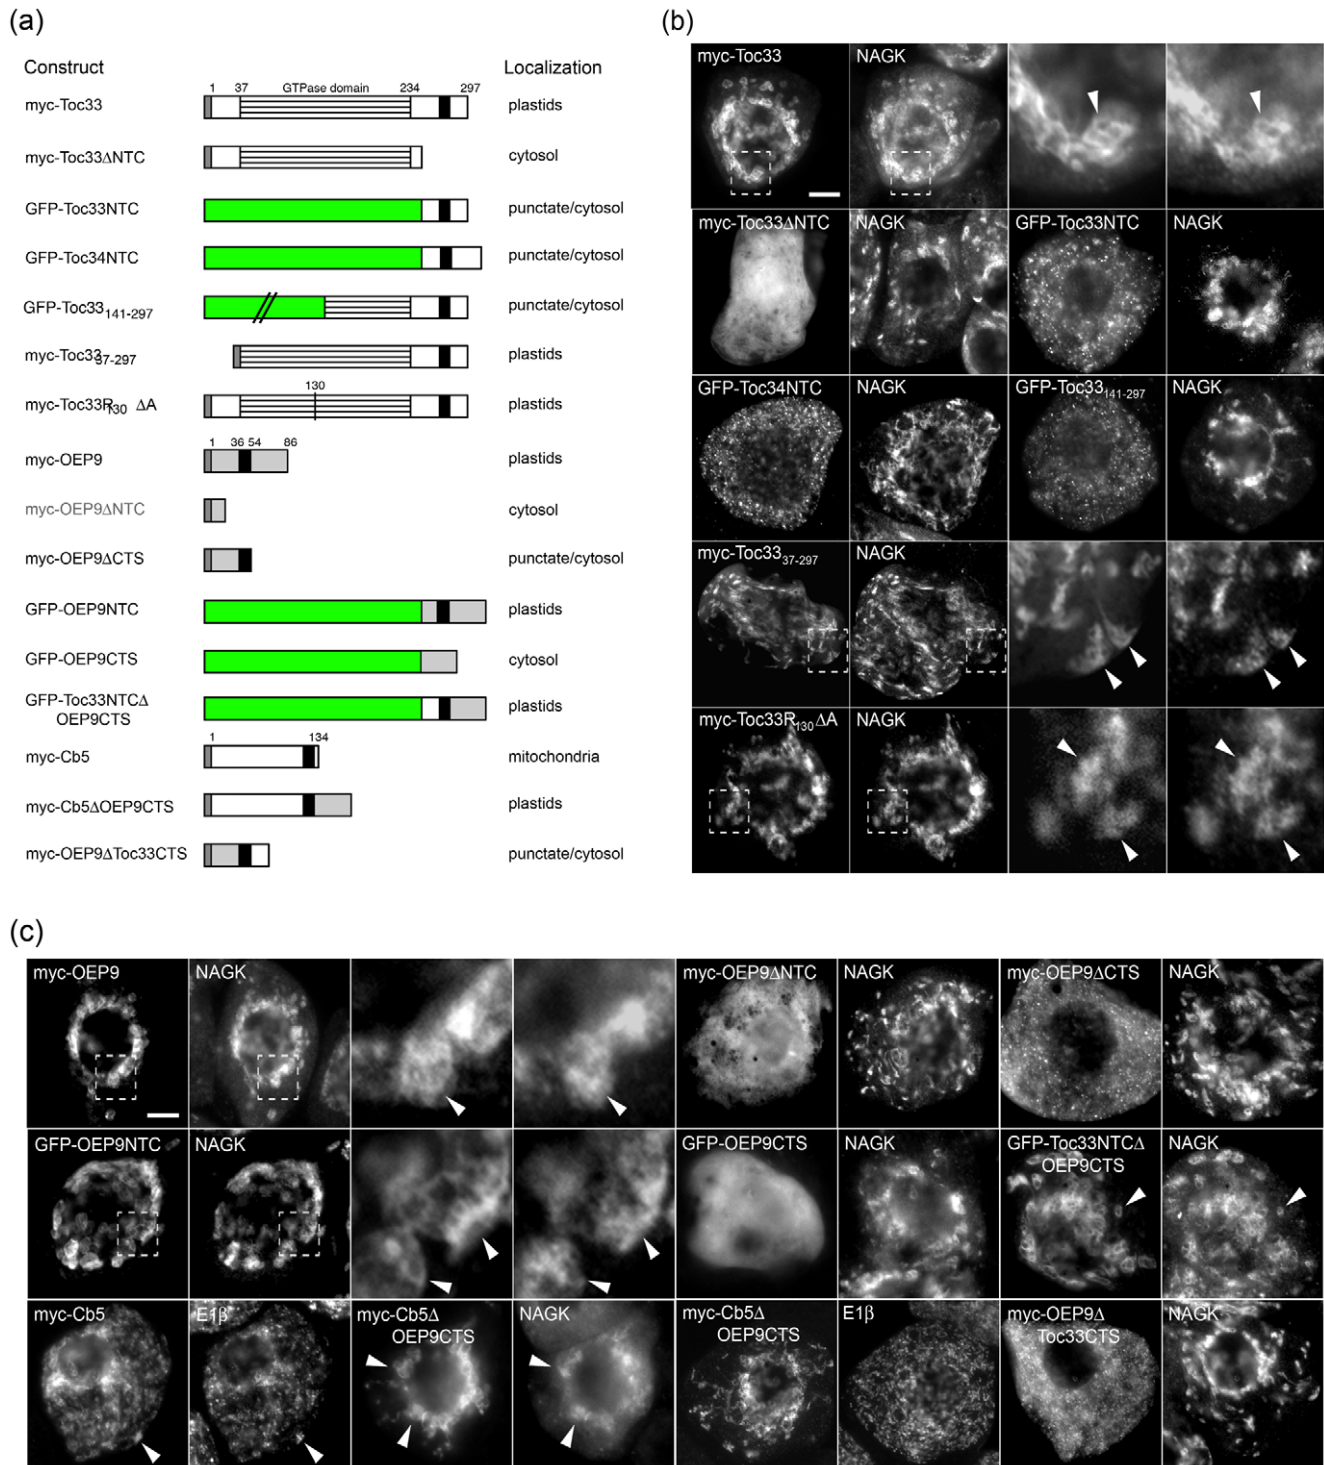 (a)
Construct
Localization
1 37 GTPase domain 234 297
myc-Toc33
plastids
myc-Toc33ΔNTC
cytosol
GFP-Toc33NTC
punctate/cytosol
GFP-Toc34NTC
punctate/cytosol
GFP-Toc33141-297
punctate/cytosol
myc-Toc3337-297
plastids
130
myc-Toc33R130 ΔA
plastids
1 36 54 86
myc-OEP9
plastids
myc-OEP9ΔNTC
cytosol
myc-OEP9ΔCTS
punctate/cytosol
GFP-OEP9NTC
plastids
GFP-OEP9CTS
cytosol
GFP-Toc33NTCΔ
OEP9CTS
plastids
1 134
myc-Cb5
mitochondria
myc-Cb5ΔOEP9CTS
plastids
myc-OEP9ΔToc33CTS
punctate/cytosol
(b)
myc-Toc33
NAGK
myc-Toc33ΔNTC
NAGK
GFP-Toc33NTC
NAGK
GFP-Toc34NTC
NAGK
GFP-Toc33141-297
NAGK
myc-Toc3337-297
NAGK
myc-Toc33R130ΔA
NAGK
(c)
myc-OEP9
NAGK
myc-OEP9ΔNTC
NAGK
myc-OEP9ΔCTS
NAGK
GFP-OEP9NTC
NAGK
GFP-OEP9CTS
NAGK
GFP-Toc33NTCΔ
OEP9CTS
NAGK
myc-Cb5
E1β
myc-Cb5Δ
OEP9CTS
NAGK
myc-Cb5Δ
OEP9CTS
E1β
myc-OEP9Δ
Toc33CTS
NAGK